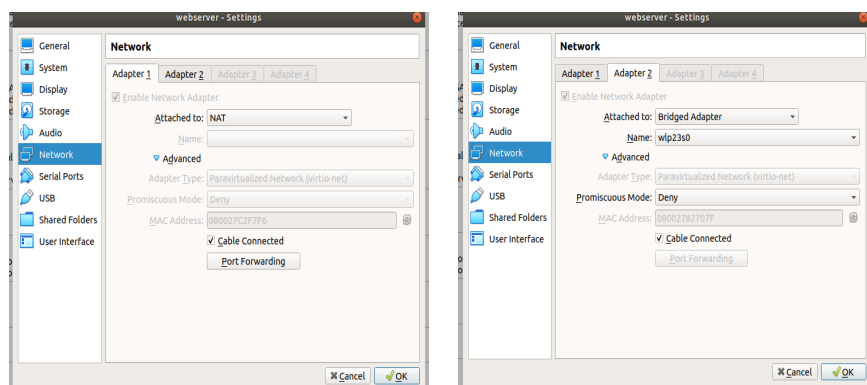 webserver - Settings
General
System
Display
Storage
Audio
Network
Serial Ports
USB
Shared Folders
User Interface
Network
Adapter 1 Adapter 2 Adapter 3 Adapter 4
Enable Network Adapter
Attached to: NAT
Name:
Advanced
Adapter Type: Paravirtualized Network (virtio-net)
Promiscuous Mode: Deny
MAC Address: 080027C2F7F6
Cable Connected
Port Forwarding
Cancel OK
webserver - Settings
General
System
Display
Storage
Audio
Network
Serial Ports
USB
Shared Folders
User Interface
Network
Adapter 1 Adapter 2 Adapter 3 Adapter 4
Enable Network Adapter
Attached to: Bridged Adapter
Name: wlp23s0
Advanced
Adapter Type: Paravirtualized Network (virtio-net)
Promiscuous Mode: Deny
MAC Address: 08002782707F
Cable Connected
Port Forwarding
Cancel OK